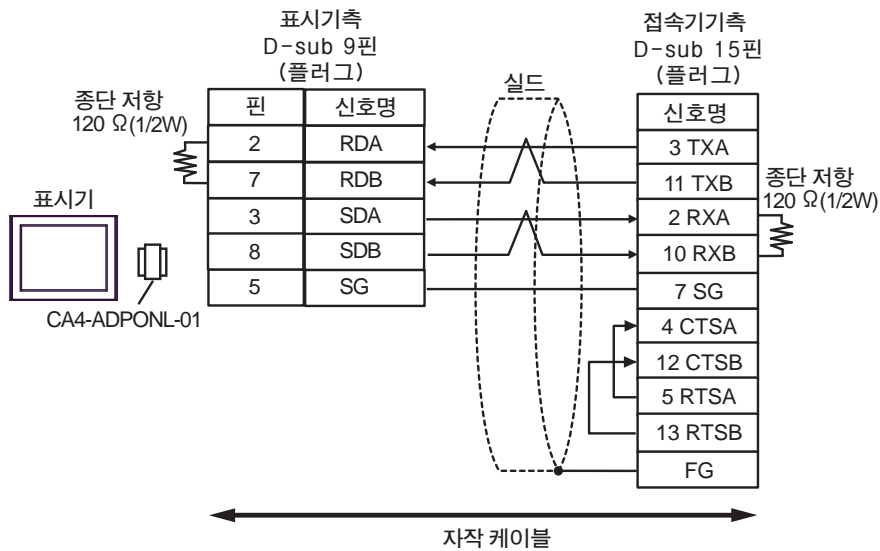 표시기측
D-sub 9핀
(플러그)
접속기기측
D-sub 15핀
(플러그)
실드
종단 저항
120 Ω(1/2W)
핀 신호명
2 RDA
7 RDB
3 SDA
8 SDB
5 SG
신호명
3 TXA
11 TXB
2 RXA
10 RXB
7 SG
4 CTSA
12 CTSB
5 RTSA
13 RTSB
FG
종단 저항
120 Ω(1/2W)
표시기
CA4-ADPONL-01
자작 케이블